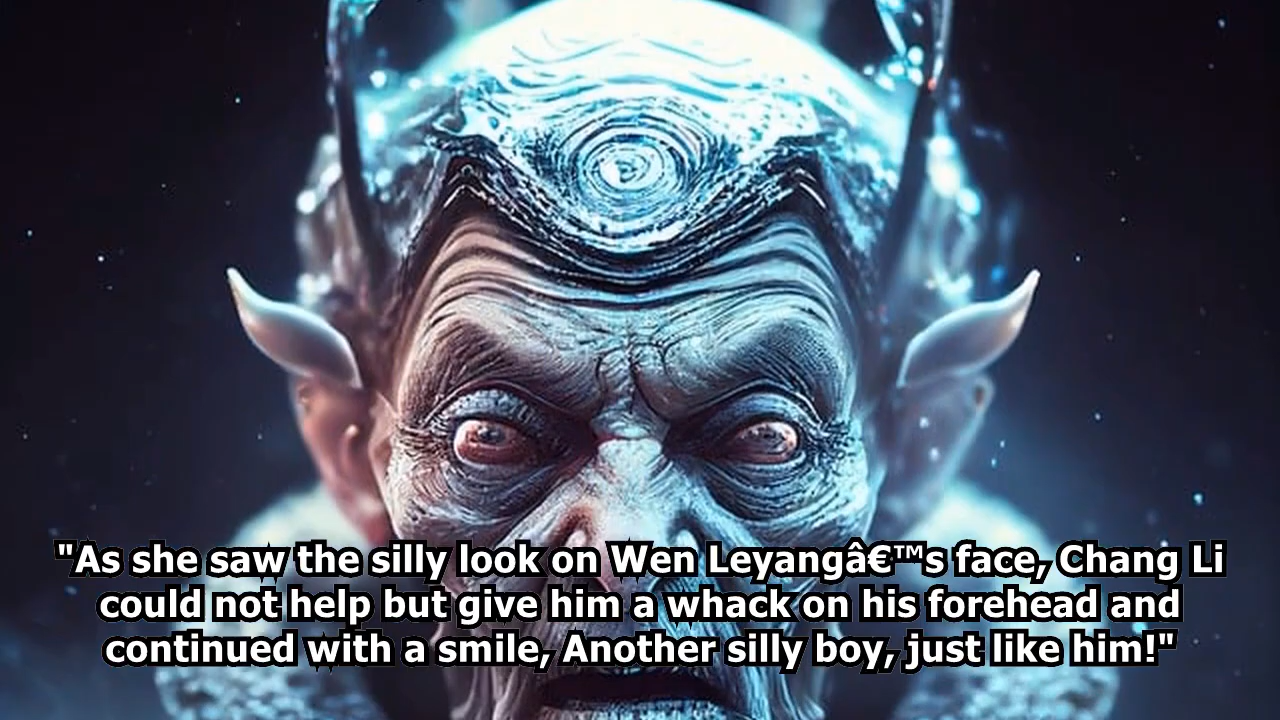 "As she saw the silly look on Wen Leyangâ€™s face, Chang Li
could not help but give him a whack on his forehead and
continued with a smile, Another silly boy, just like him!"